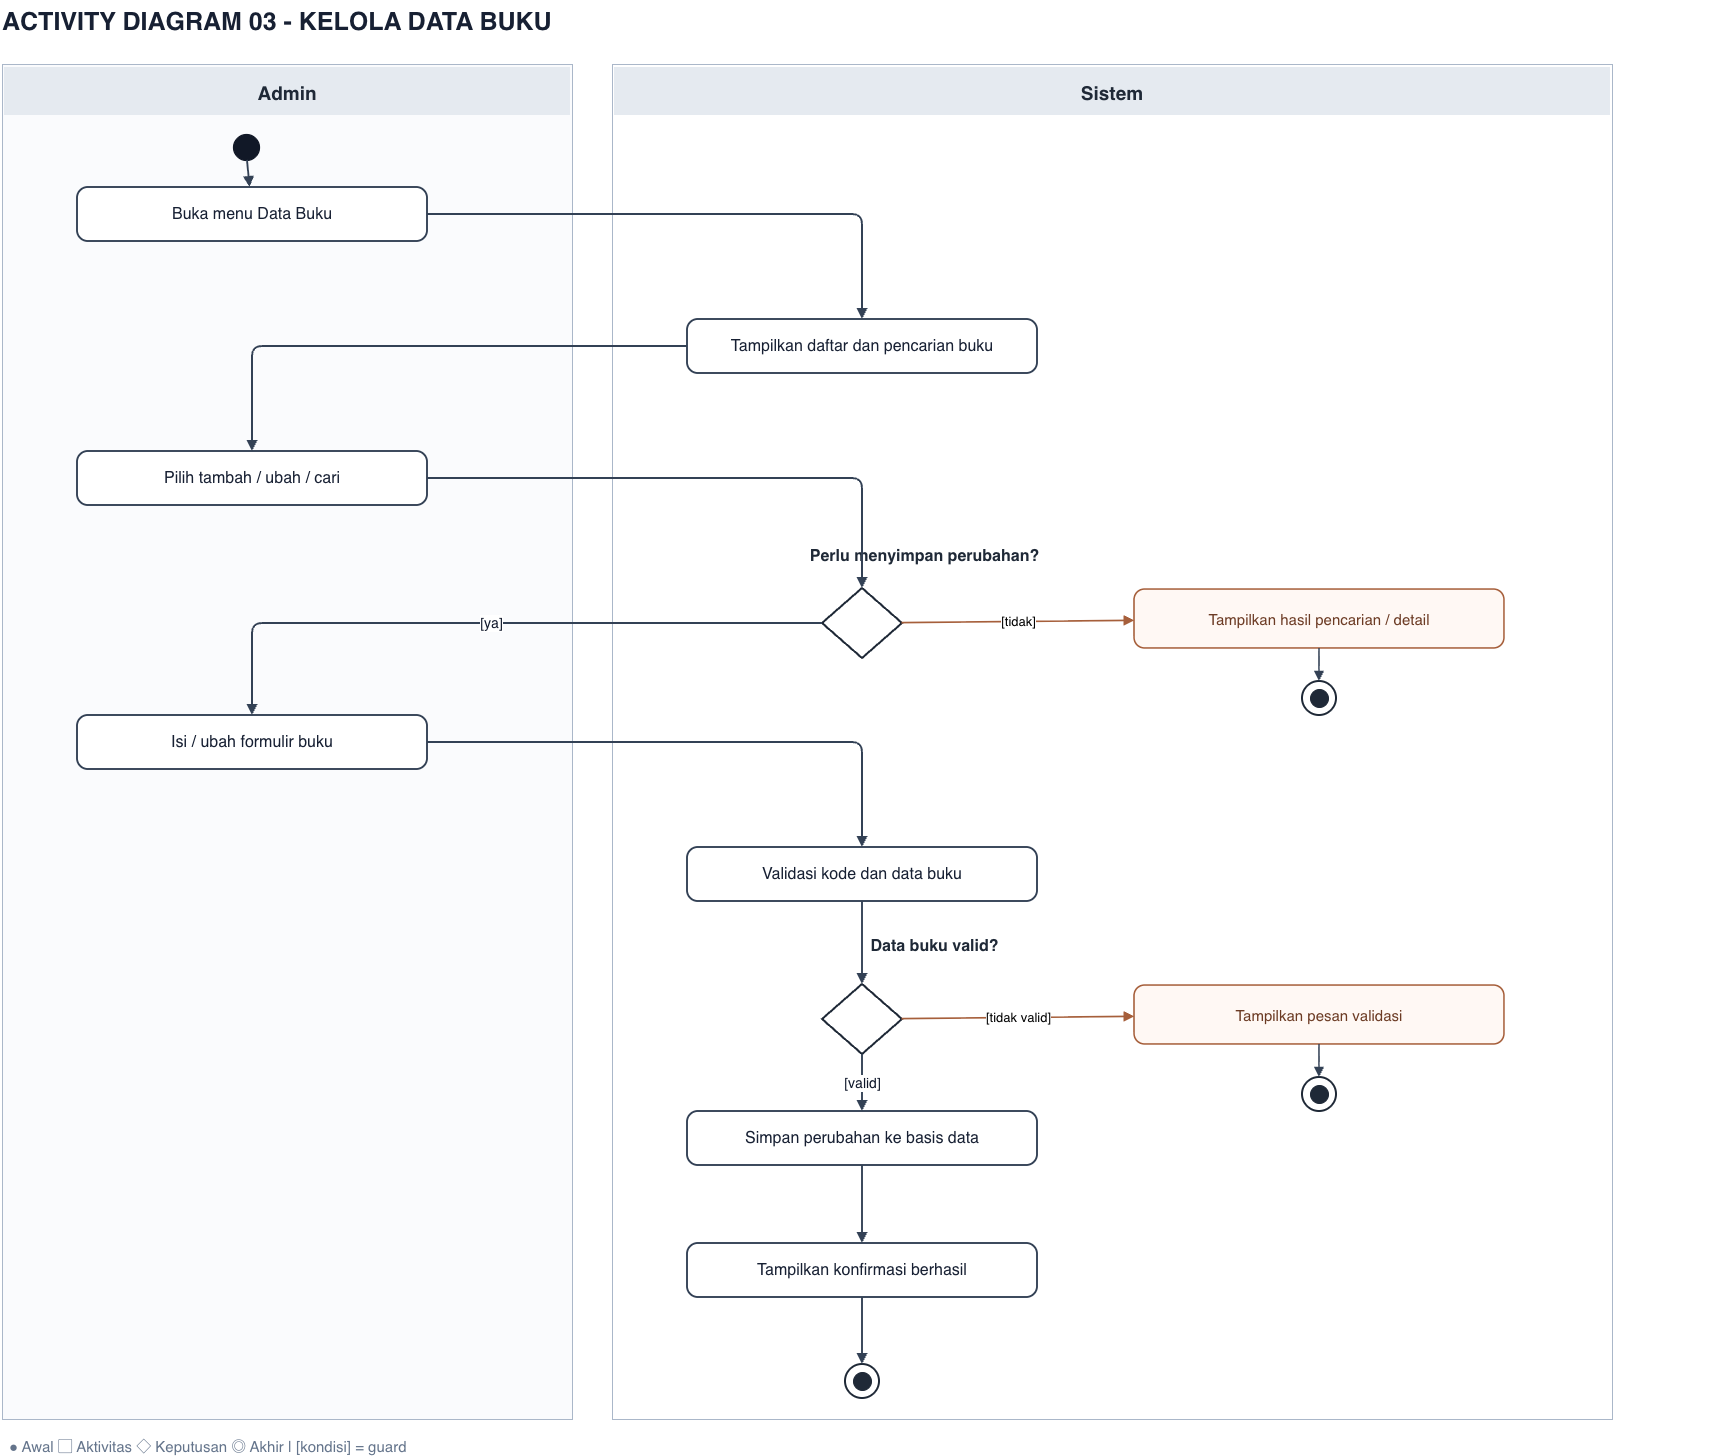 ACTIVITY DIAGRAM 03 - KELOLA DATA BUKU
Admin
Sistem
Buka menu Data Buku
Tampilkan daftar dan pencarian buku
Pilih tambah / ubah / cari
Perlu menyimpan perubahan?
[ya]
[tidak]
Tampilkan hasil pencarian / detail
Isi / ubah formulir buku
Validasi kode dan data buku
Data buku valid?
[tidak valid]
Tampilkan pesan validasi
[valid]
Simpan perubahan ke basis data
Tampilkan konfirmasi berhasil
● Awal □ Aktivitas ◇ Keputusan ◎ Akhir | [kondisi] = guard